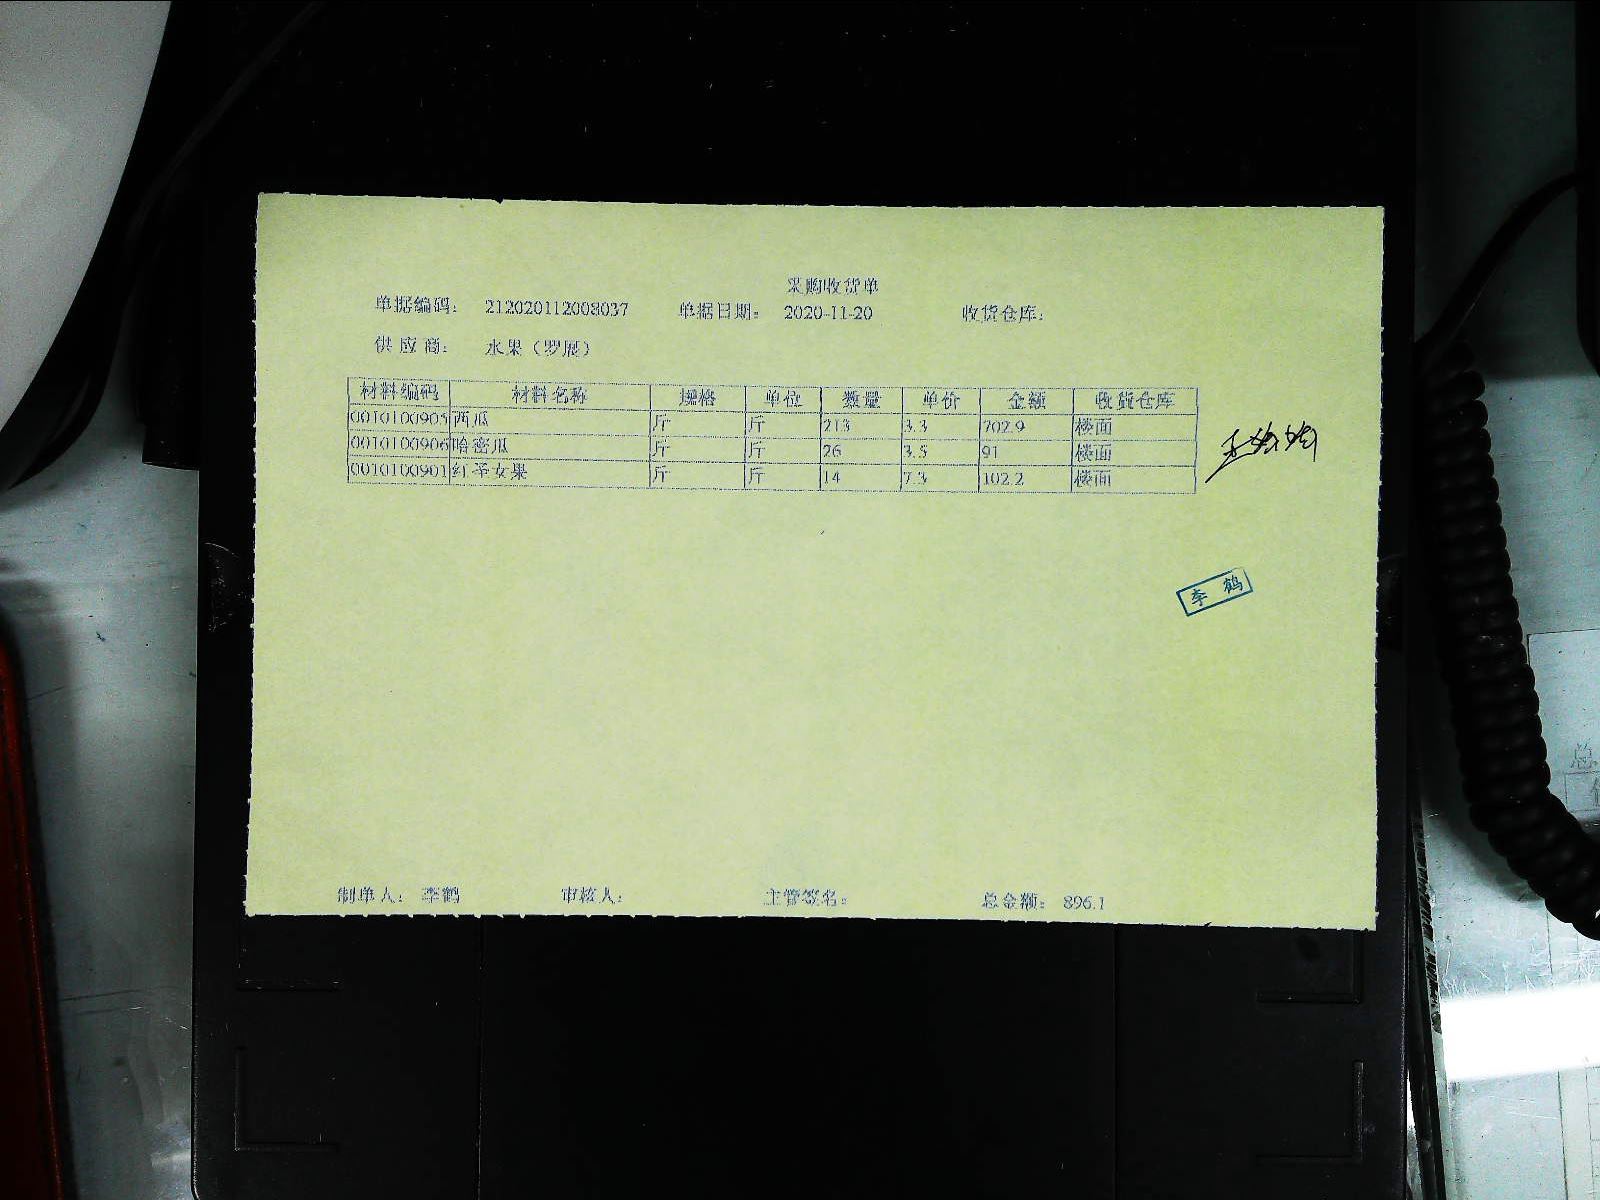 采购收货单
单据编码： 212020112008037 单据日期： 2020-11-20 收货仓库：
供 应 商： 水果（罗展）
材料编码 材料名称 规格 单位 数量 单价 金额 收货仓库
0010100905 西瓜 斤 斤 213 3.3 702.9 楼面
0010100906 哈密瓜 斤 斤 26 3.5 91 楼面
0010100901 红圣女果 斤 斤 14 7.3 102.2 楼面
李 鹤
制单人： 李鹤 审核人： 主管签名： 总金额： 896.1
总